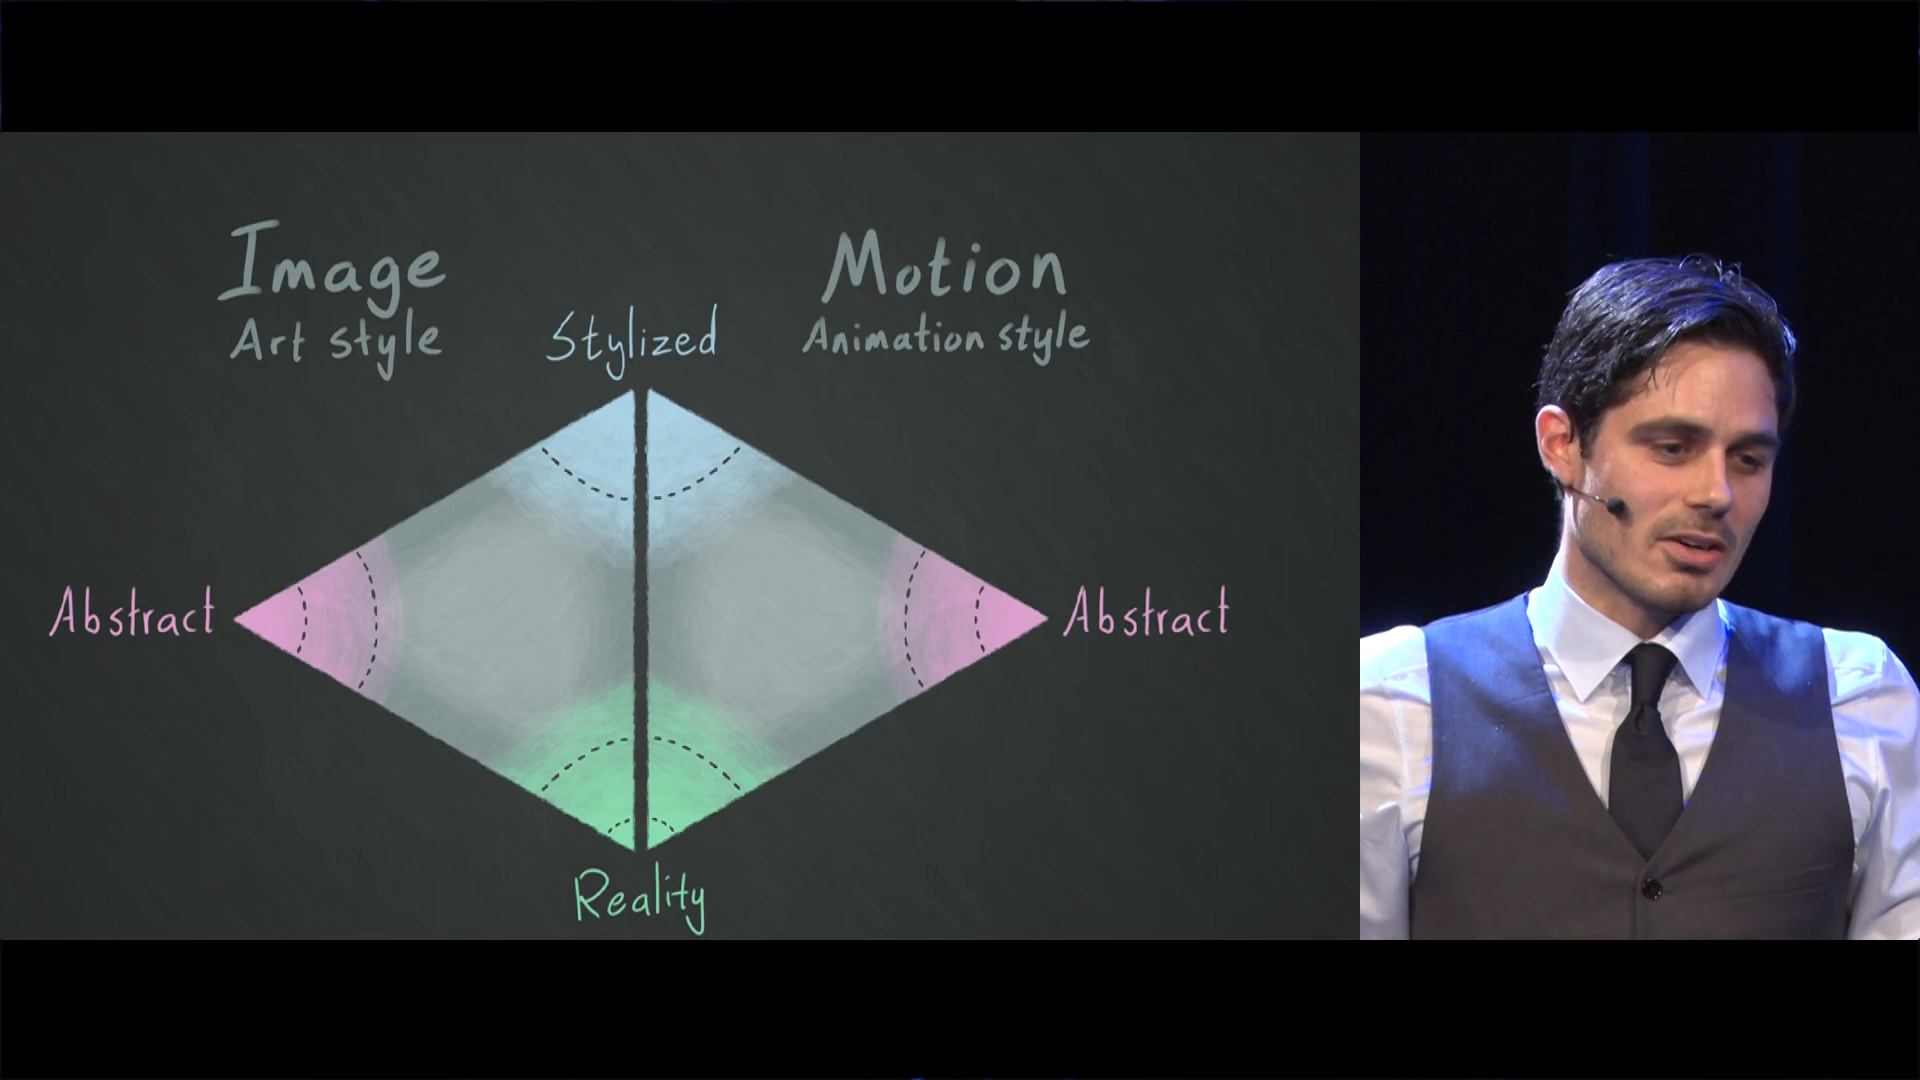 Image
Art style
Motion
Animation style
Stylized
Abstract
Abstract
Reality